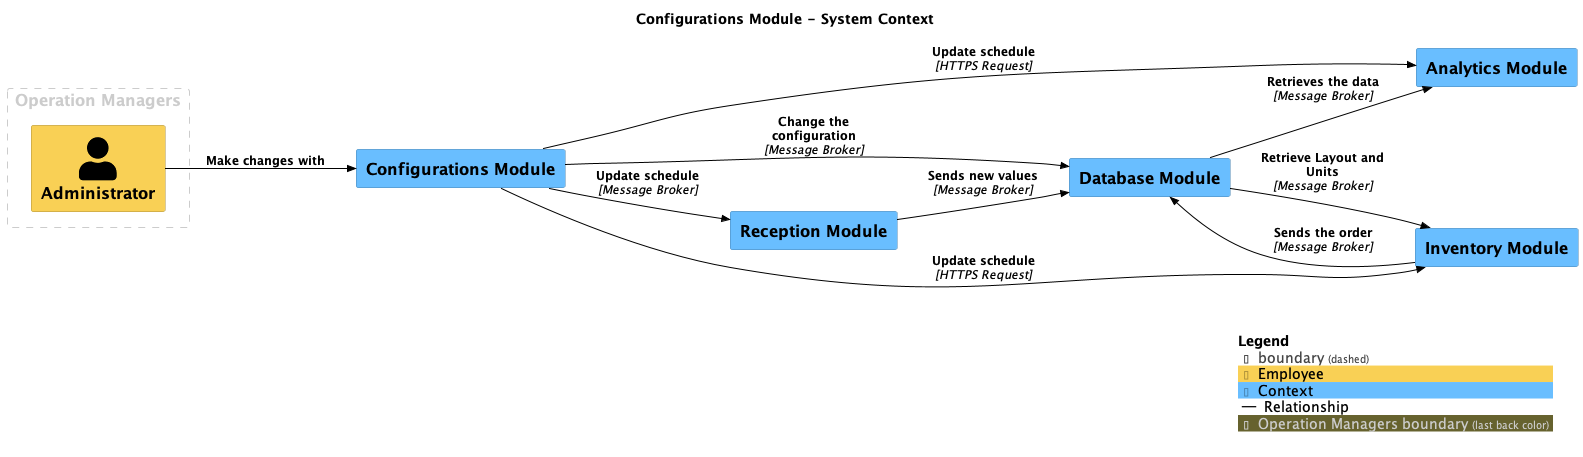 Configurations Module - System Context
Operation Managers
Administrator
Make changes with
Configurations Module
Update schedule
[HTTPS Request]
Change the
configuration
[Message Broker]
Update schedule
[Message Broker]
Reception Module
Sends new values
[Message Broker]
Update schedule
[HTTPS Request]
Database Module
Retrieves the data
[Message Broker]
Analytics Module
Retrieve Layout and
Units
[Message Broker]
Sends the order
[Message Broker]
Inventory Module
Legend
boundary (dashed)
Employee
Context
Relationship
Operation Managers boundary (last back color)